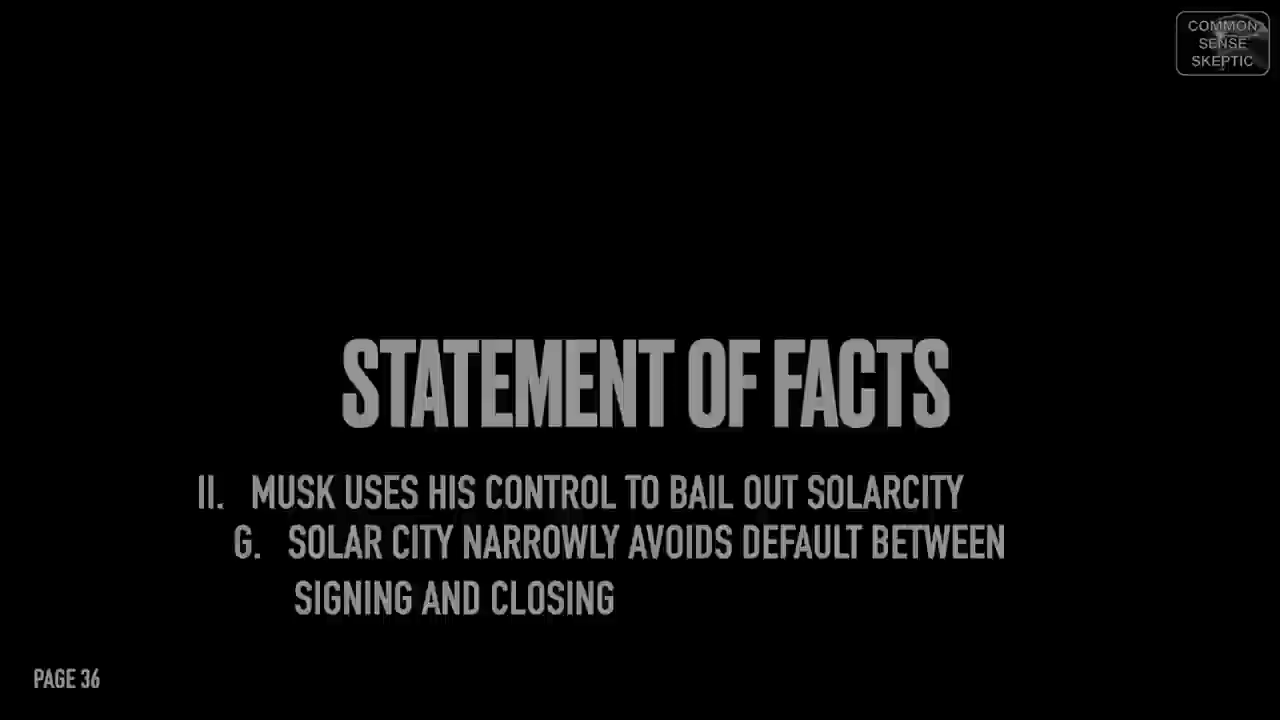 COMMON
SENSE
SKEPTIC
STATEMENT OF FACTS
II. MUSK USES HIS CONTROL TO BAIL OUT SOLARCITY
G. SOLAR CITY NARROWLY AVOIDS DEFAULT BETWEEN
SIGNING AND CLOSING
PAGE 36